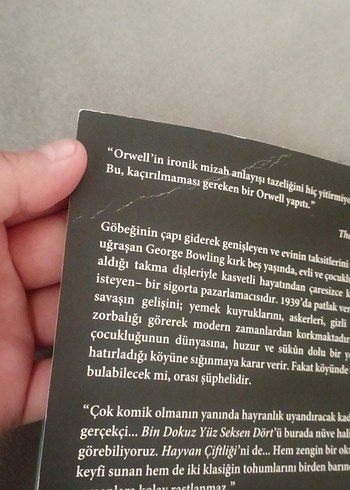 “Orwell’in ironik mizah anlayışı tazeliğini hiç yitirmiye
Bu, kaçırılmaması gereken bir Orwell yapıtı.”
The
Göbeğinin çapı giderek genişleyen ve evinin taksitlerini
uğraşan George Bowling kırk beş yaşında, evli ve çocuklu
aldığı takma dişleriyle kasvetli hayatından çaresizce k
isteyen– bir sigorta pazarlamacısıdır. 1939’da patlak ver
savaşın gelişini; yemek kuyruklarını, askerleri, gizli
zorbalığı görerek modern zamanlardan korkmaktadır
çocukluğunun dünyasına, huzur ve sükûn dolu bir y
hatırladığı köyüne sığınmaya karar verir. Fakat köyünde
bulabilecek mi, orası şüphelidir.
“Çok komik olmanın yanında hayranlık uyandıracak kad
gerçekçi... Bin Dokuz Yüz Seksen Dört’ü burada nüve hali
görebiliyoruz. Hayvan Çiftliği’ni de... Hem zengin bir oku
keyfi sunan hem de iki klasiğin tohumlarını birden barın
kolay rastlanmaz.”